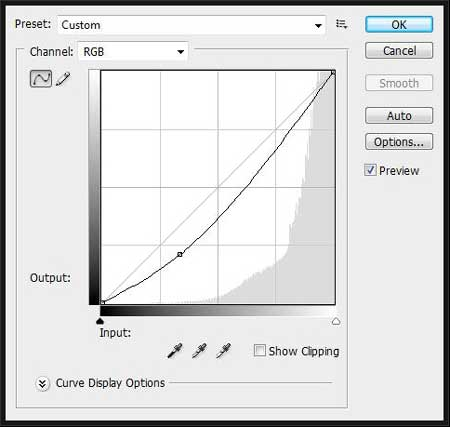 Preset: Custom
OK
Channel: RGB
Cancel
Smooth
Auto
Options...
Preview
Output:
Input:
Show Clipping
Curve Display Options